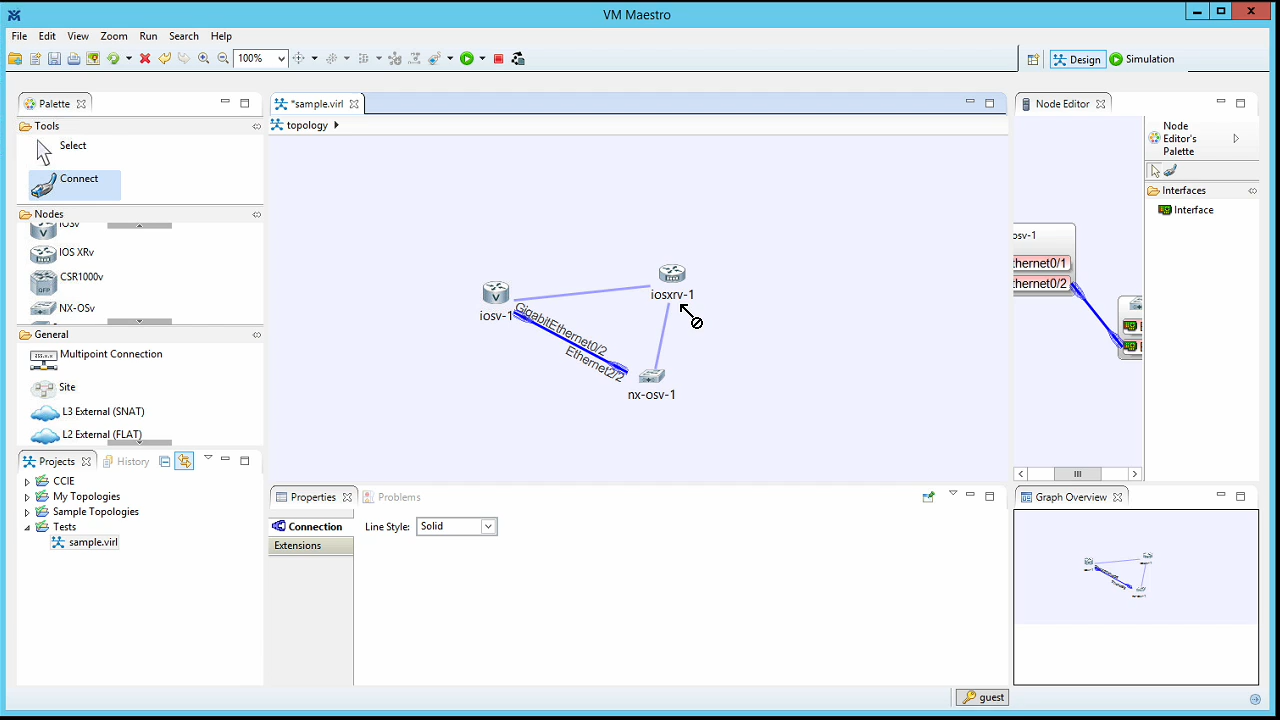 VM Maestro
File Edit View Zoom Run Search Help
100%
Design
Simulation
Palette
Tools
Select
Connect
Nodes
IOSv
IOS XRv
CSR1000v
NX-OSv
General
Multipoint Connection
Site
L3 External (SNAT)
L2 External (FLAT)
Projects
History
CCIE
My Topologies
Sample Topologies
Tests
sample.virl
*sample.virl
topology
iosv-1
iosxrv-1
nx-osv-1
GigabitEthernet0/2
Ethernet2/2
Properties
Problems
Connection
Extensions
Line Style:
Solid
Node Editor
Node
Editor's
Palette
Interfaces
Interface
osv-1
thernet0/1
thernet0/2
Graph Overview
guest